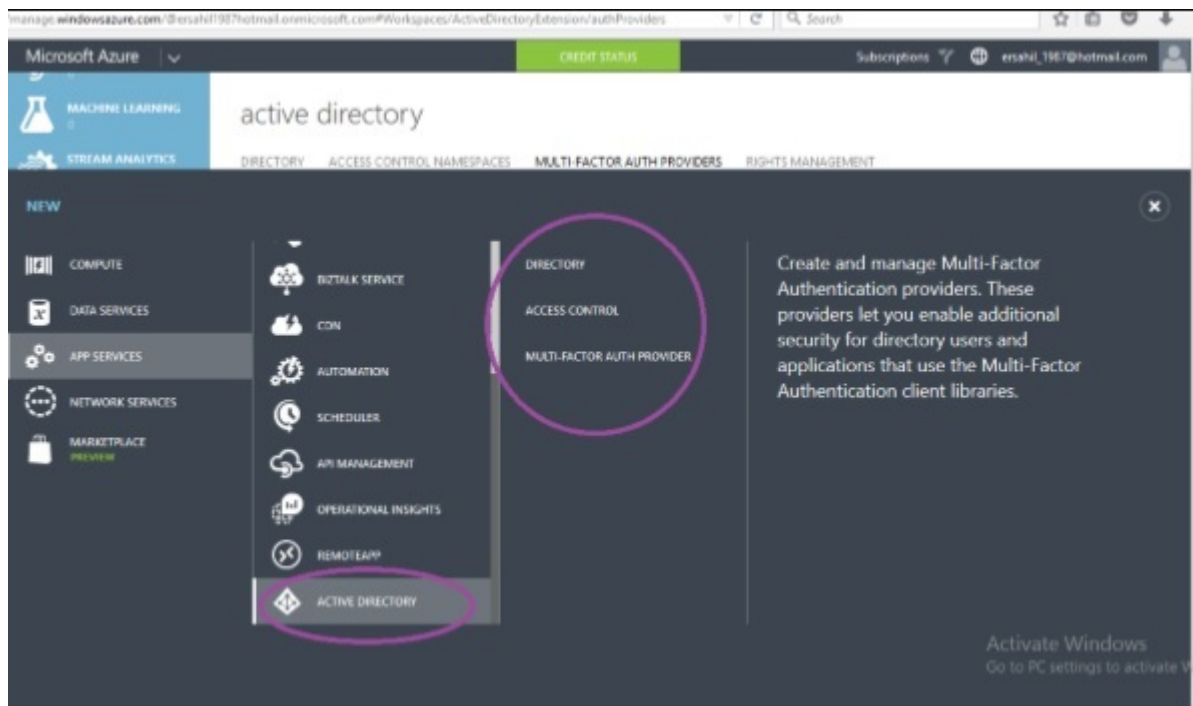 manage.windowsazure.com/@ersahil1987hotmail.onmicrosoft.com#Workspaces/ActiveDirectoryExtension/authProviders
Search
Microsoft Azure
CREDIT STATUS
Subscriptions
ersahil_1987@hotmail.com
0
MACHINE LEARNING
0
STREAM ANALYTICS
active directory
DIRECTORY ACCESS CONTROL NAMESPACES MULTI-FACTOR AUTH PROVIDERS RIGHTS MANAGEMENT
NEW
COMPUTE
DATA SERVICES
APP SERVICES
NETWORK SERVICES
MARKETPLACE
PREVIEW
BIZTALK SERVICE
CDN
AUTOMATION
SCHEDULER
API MANAGEMENT
OPERATIONAL INSIGHTS
REMOTEAPP
ACTIVE DIRECTORY
DIRECTORY
ACCESS CONTROL
MULTI-FACTOR AUTH PROVIDER
Create and manage Multi-Factor
Authentication providers. These
providers let you enable additional
security for directory users and
applications that use the Multi-Factor
Authentication client libraries.
Activate Windows
Go to PC settings to activate W